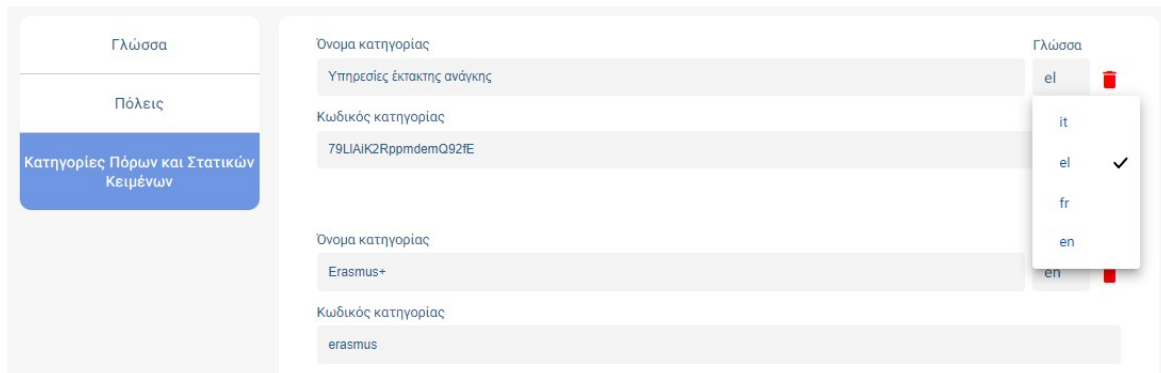 Γλώσσα
Πόλεις
Κατηγορίες Πόρων και Στατικών
Κειμένων
Όνομα κατηγορίας
Γλώσσα
Υπηρεσίες έκτακτης ανάγκης
el
Κωδικός κατηγορίας
79LlAiK2RppmdemQ92fE
it
el
fr
en
Όνομα κατηγορίας
Erasmus+
en
Κωδικός κατηγορίας
erasmus